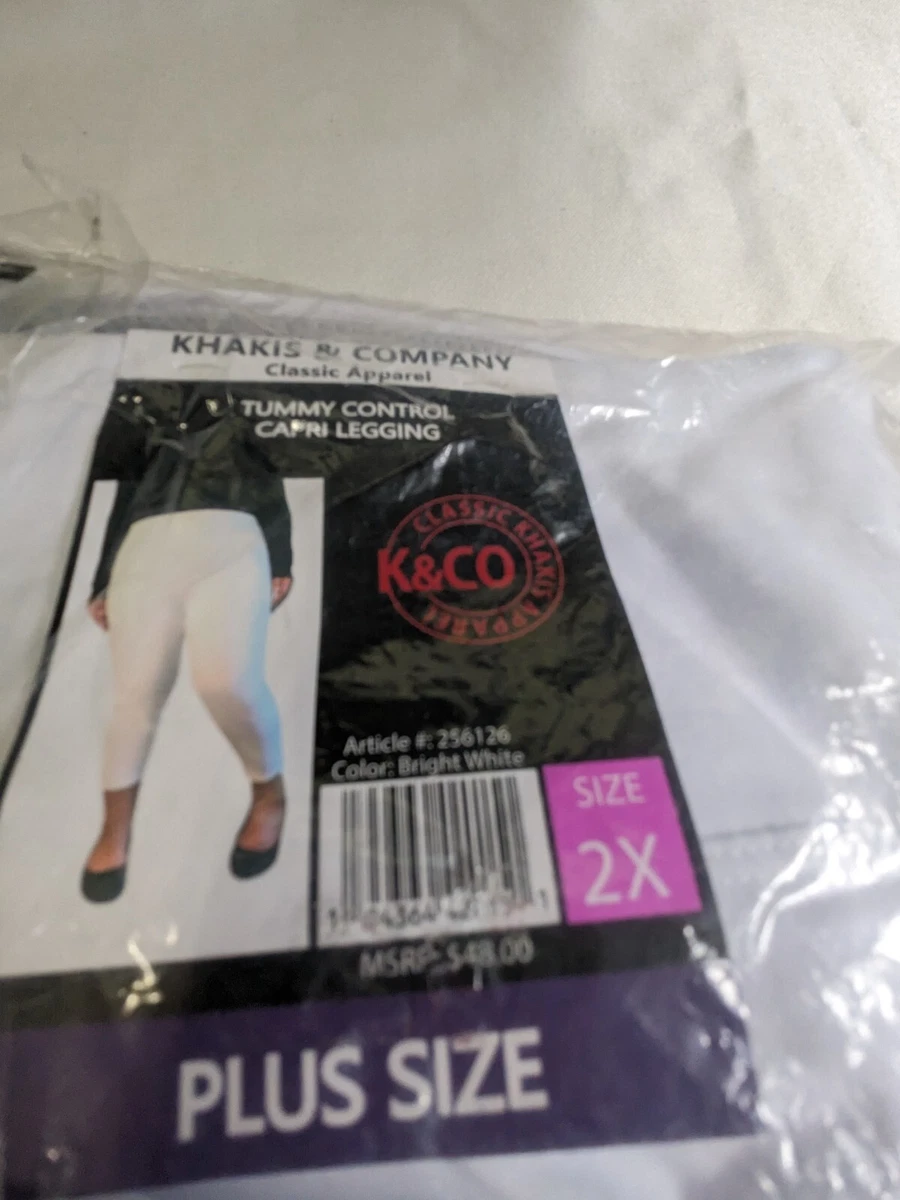 KHAKIS & COMPANY
Classic Apparel
TUMMY CONTROL
CAPRI LEGGING
CLASSIC KHAKIS APPAREL
K&CO
Article #: 256126
Color: Bright White
SIZE
2X
MSRP: $48.00
PLUS SIZE